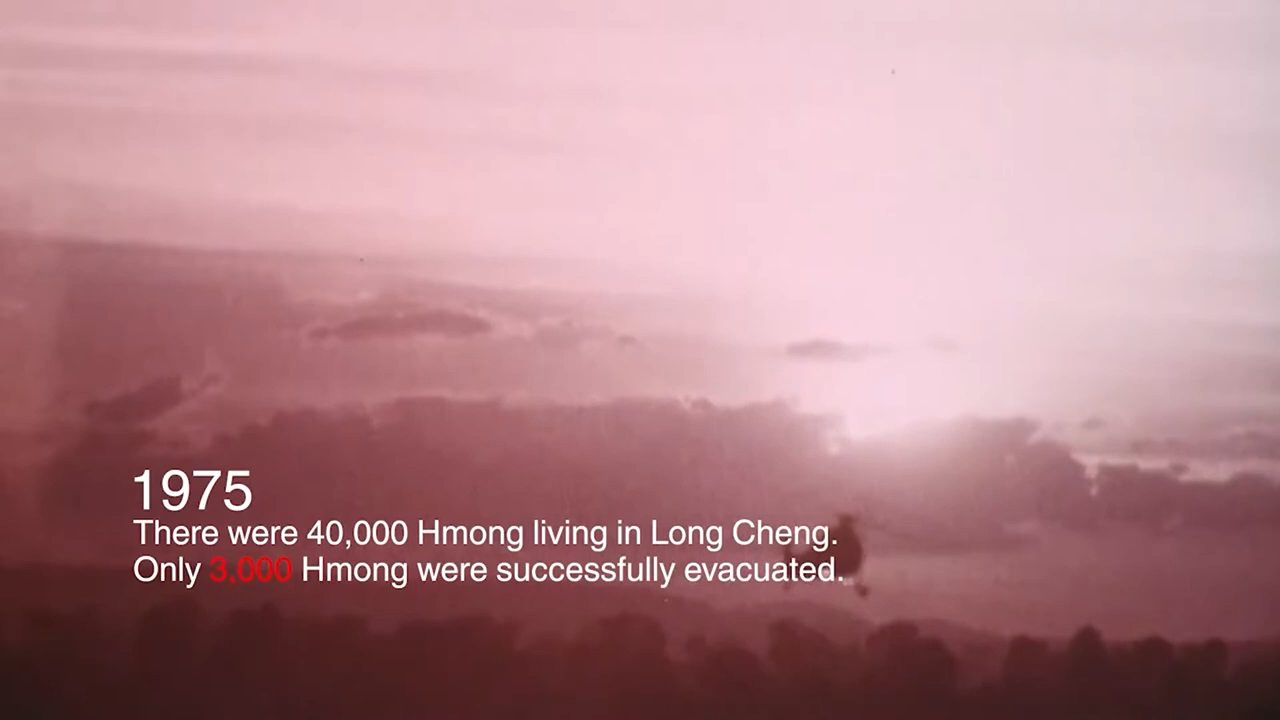 1975
There were 40,000 Hmong living in Long Cheng.
Only 3,000 Hmong were successfully evacuated.